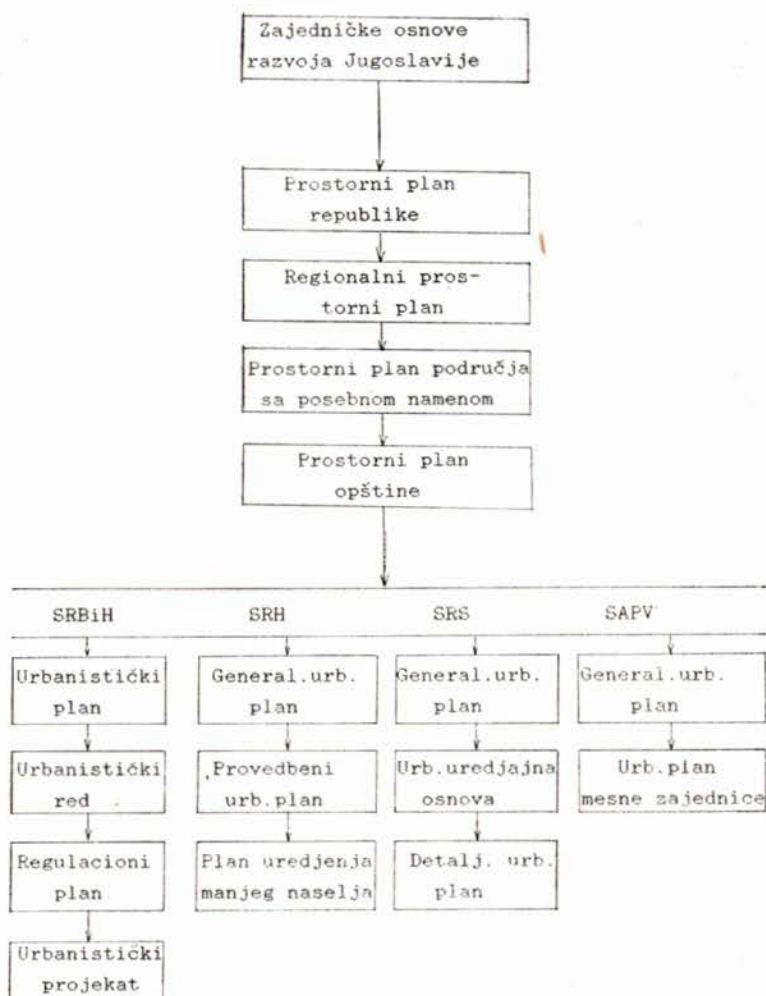 Zajedničke osnove
razvoja Jugoslavije
Prostorni plan
republike
Regionalni pros-
torni plan
Prostorni plan područja
sa posebnom namenom
Prostorni plan
opštine
SRBiH SRH SRS SAPV
Urbanistički
plan
General.urb.
plan
General.urb.
plan
General.urb.
plan
Urbanistički
red
Provedbeni
urb.plan
Urb.uredjajna
osnova
Urb.plan
mesne zajednice
Regulacioni
plan
Plan uredjenja
manjeg naselja
Detalj. urb.
plan
Urbanistički
projekat